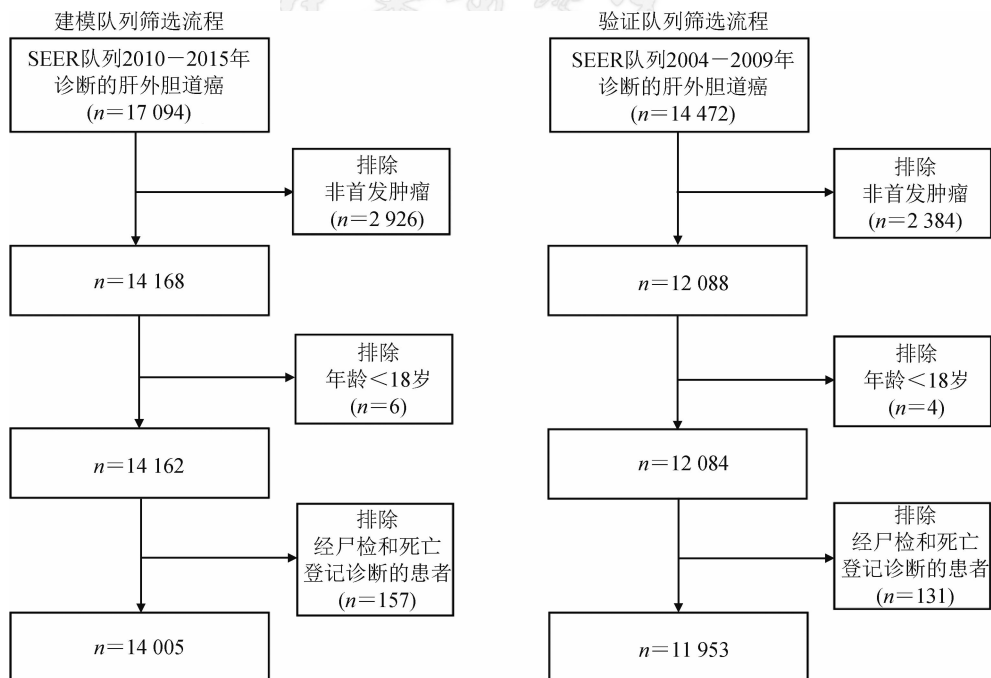 建模队列筛选流程
SEER队列2010－2015年
诊断的肝外胆道癌
(n＝17 094)
排除
非首发肿瘤
(n＝2 926)
n＝14 168
排除
年龄＜18岁
(n＝6)
n＝14 162
排除
经尸检和死亡
登记诊断的患者
(n＝157)
n＝14 005
验证队列筛选流程
SEER队列2004－2009年
诊断的肝外胆道癌
(n＝14 472)
排除
非首发肿瘤
(n＝2 384)
n＝12 088
排除
年龄＜18岁
(n＝4)
n＝12 084
排除
经尸检和死亡
登记诊断的患者
(n＝131)
n＝11 953